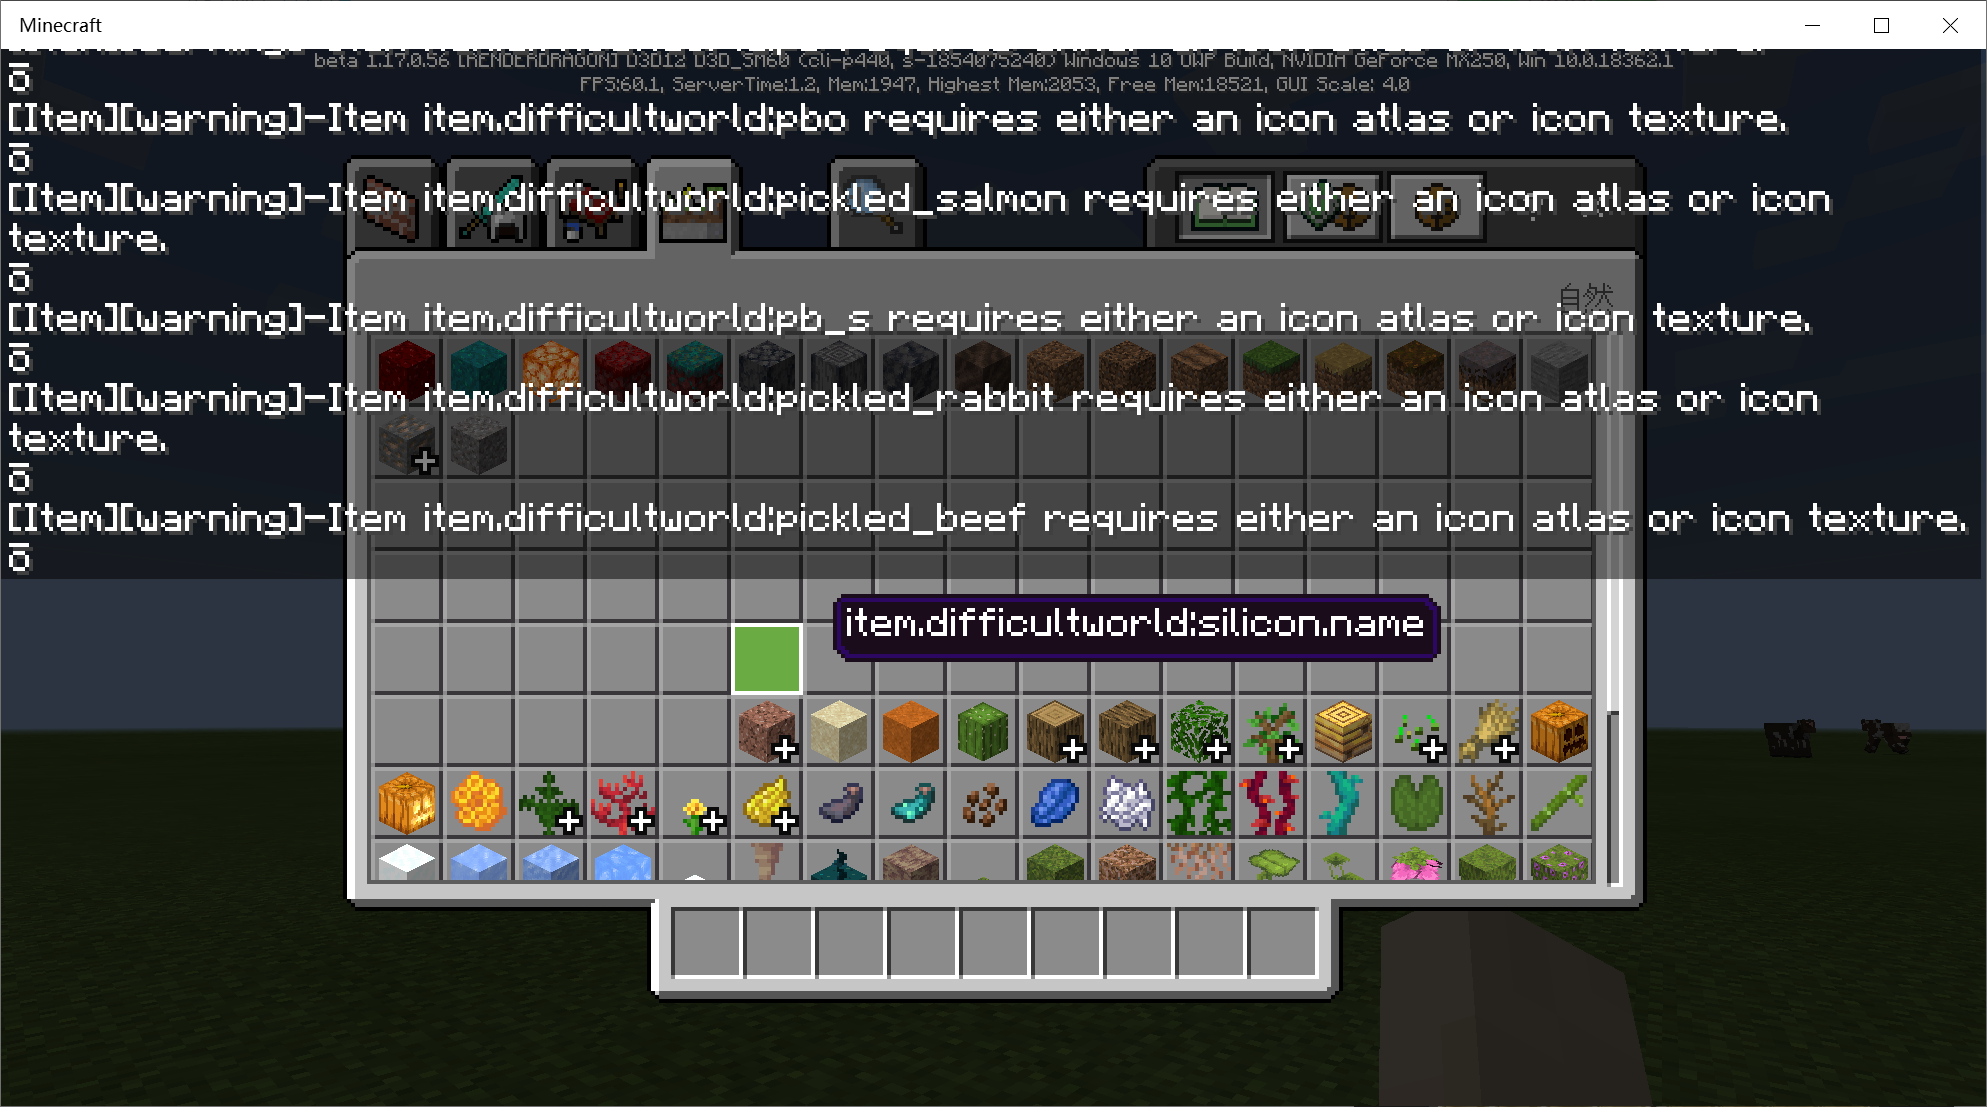 Minecraft
beta 1.17.0.56 [RENDERDRAGON] D3D12 D3D_SM60 (cli-p440, s-1854075240) Windows 10 UWP Build, NVIDIA GeForce MX250, Win 10.0.18362.1
FPS:60.1, ServerTime:1.2, Mem:1947, Highest Mem:2053, Free Mem:18521, GUI Scale: 4.0
[Item][warning]-Item item.difficultworld:pbo requires either an icon atlas or icon texture.
[Item][warning]-Item item.difficultworld:pickled_salmon requires either an icon atlas or icon
texture.
自然
[Item][warning]-Item item.difficultworld:pb_s requires either an icon atlas or icon texture.
[Item][warning]-Item item.difficultworld:pickled_rabbit requires either an icon atlas or icon
texture.
[Item][warning]-Item item.difficultworld:pickled_beef requires either an icon atlas or icon texture.
item.difficultworld:silicon.name